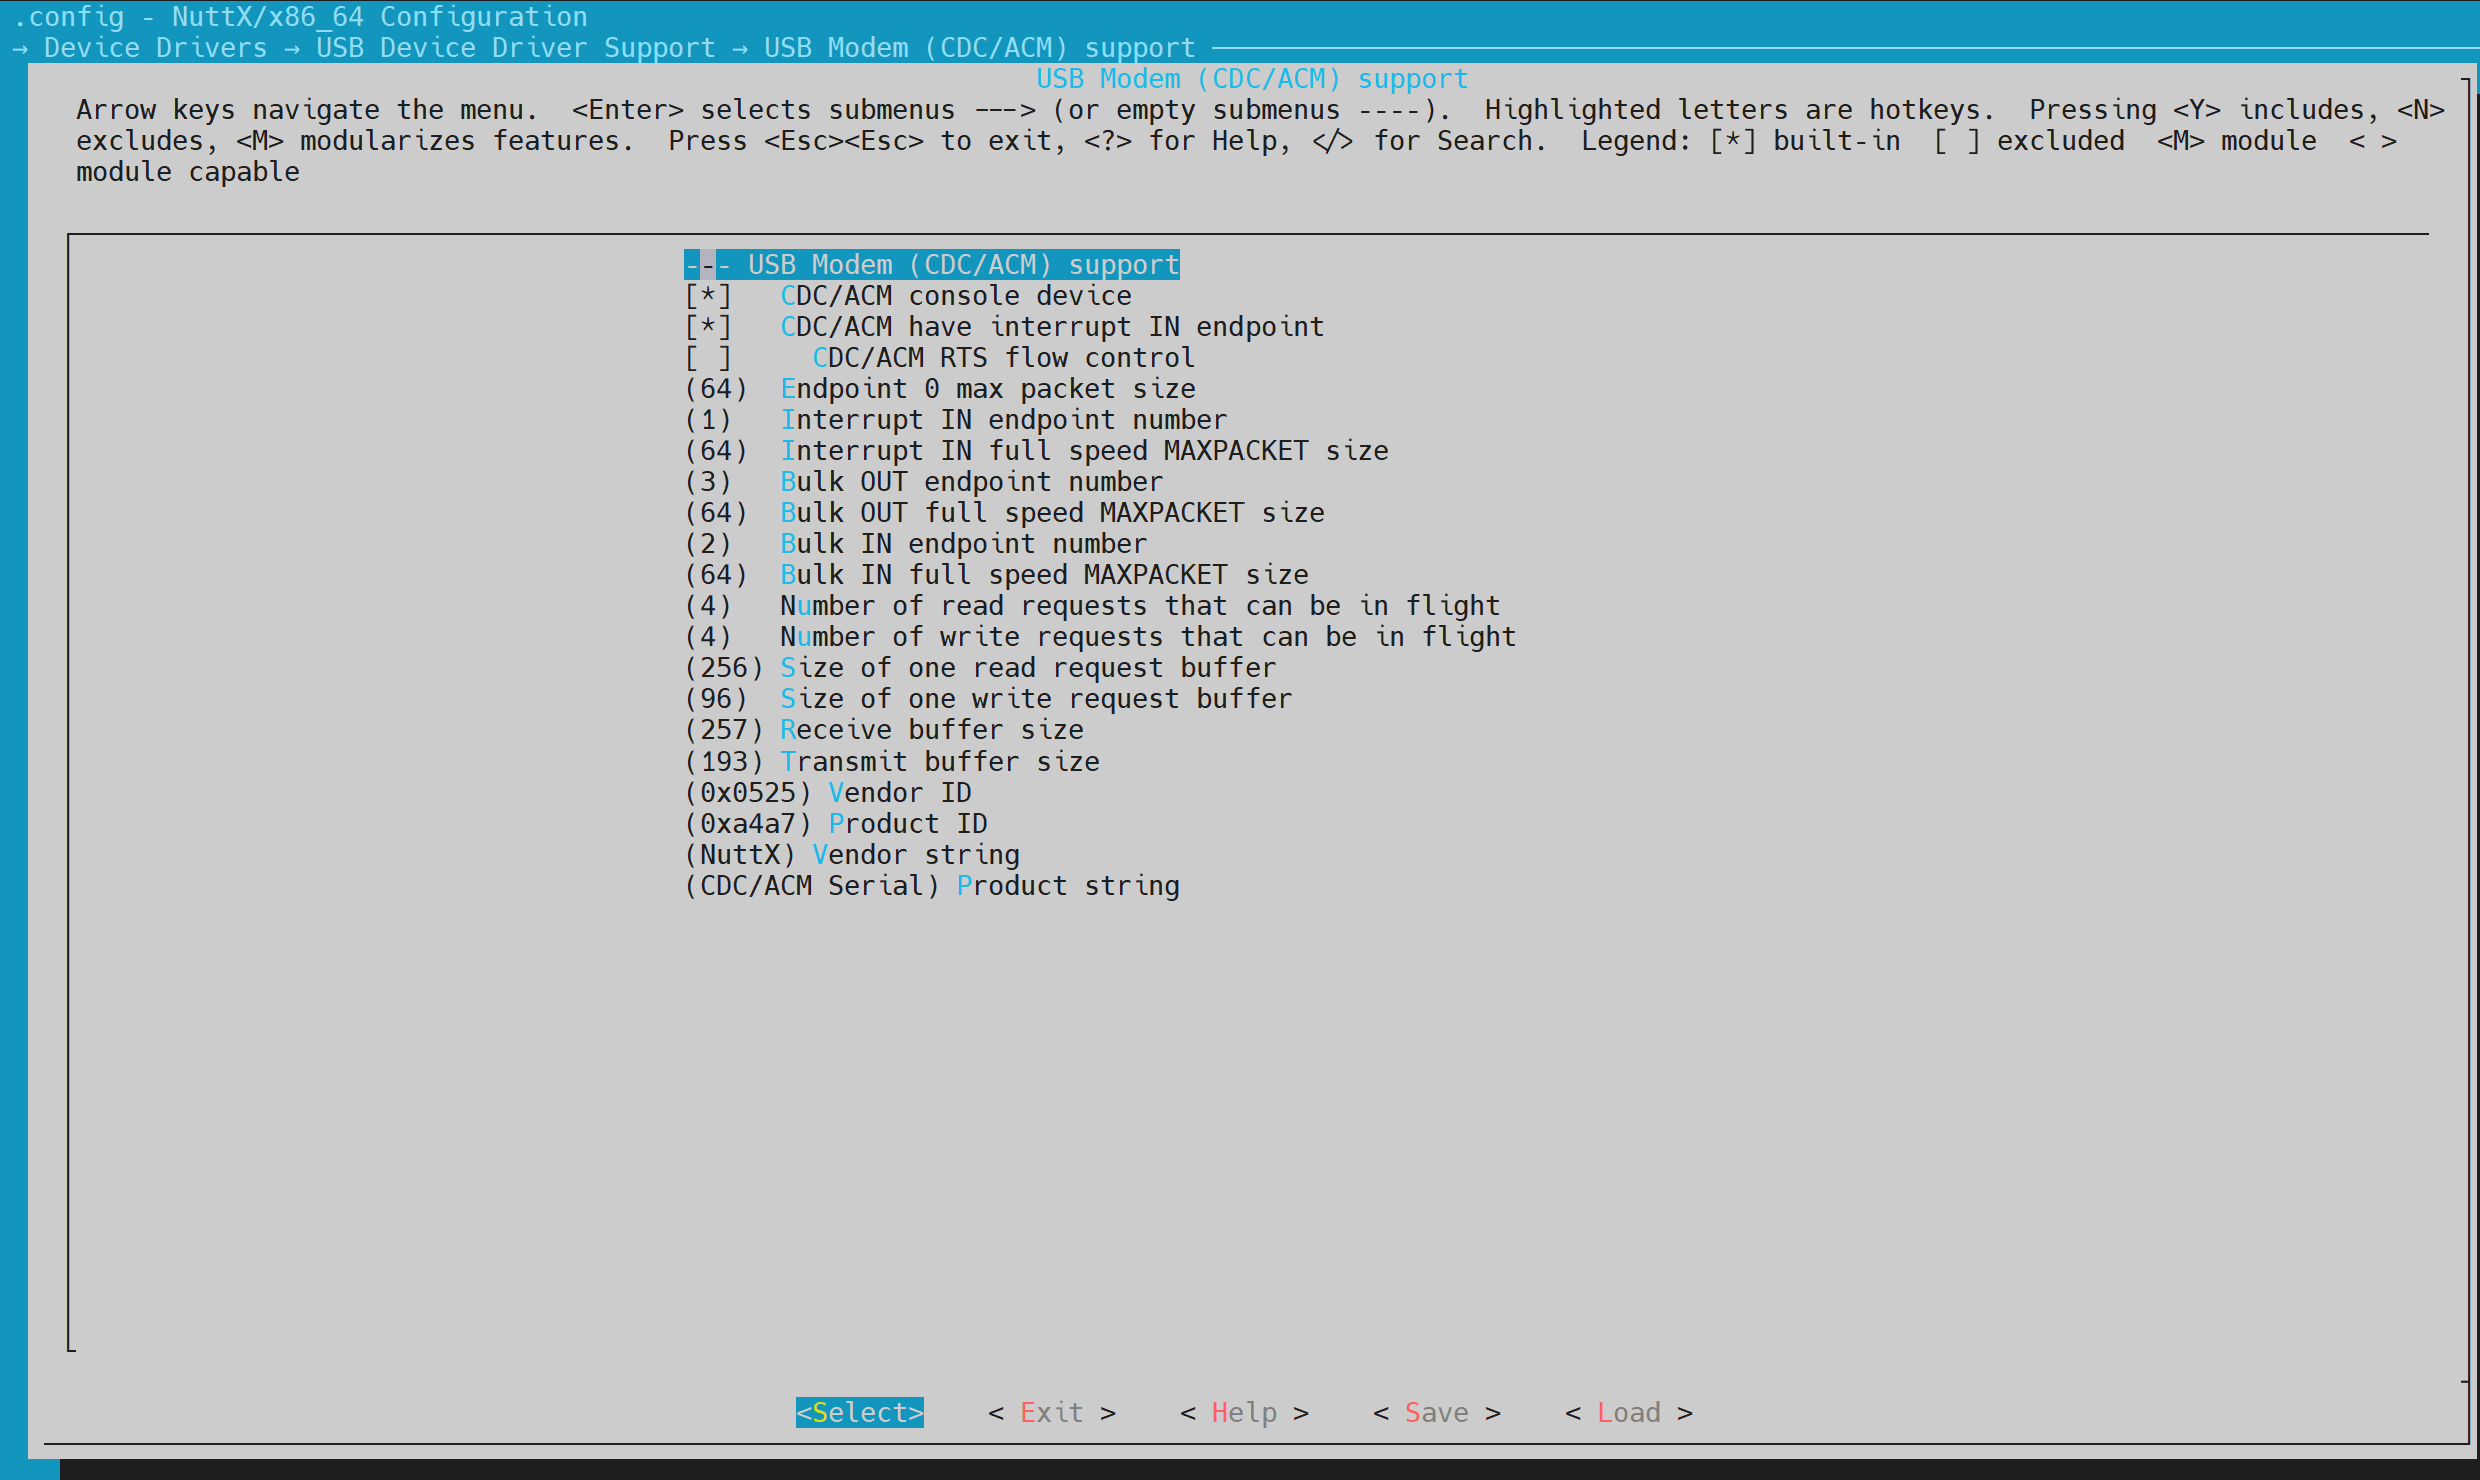 .config - NuttX/x86_64 Configuration
→ Device Drivers → USB Device Driver Support → USB Modem (CDC/ACM) support
USB Modem (CDC/ACM) support
Arrow keys navigate the menu.  <Enter> selects submenus ---> (or empty submenus ----).  Highlighted letters are hotkeys.  Pressing <Y> includes, <N>
excludes, <M> modularizes features.  Press <Esc><Esc> to exit, <?> for Help, </> for Search.  Legend: [*] built-in  [ ] excluded  <M> module  < >
module capable
--- USB Modem (CDC/ACM) support
[*]   CDC/ACM console device
[*]   CDC/ACM have interrupt IN endpoint
[ ]     CDC/ACM RTS flow control
(64)  Endpoint 0 max packet size
(1)   Interrupt IN endpoint number
(64)  Interrupt IN full speed MAXPACKET size
(3)   Bulk OUT endpoint number
(64)  Bulk OUT full speed MAXPACKET size
(2)   Bulk IN endpoint number
(64)  Bulk IN full speed MAXPACKET size
(4)   Number of read requests that can be in flight
(4)   Number of write requests that can be in flight
(256) Size of one read request buffer
(96)  Size of one write request buffer
(257) Receive buffer size
(193) Transmit buffer size
(0x0525) Vendor ID
(0xa4a7) Product ID
(NuttX) Vendor string
(CDC/ACM Serial) Product string
<Select>    < Exit >    < Help >    < Save >    < Load >